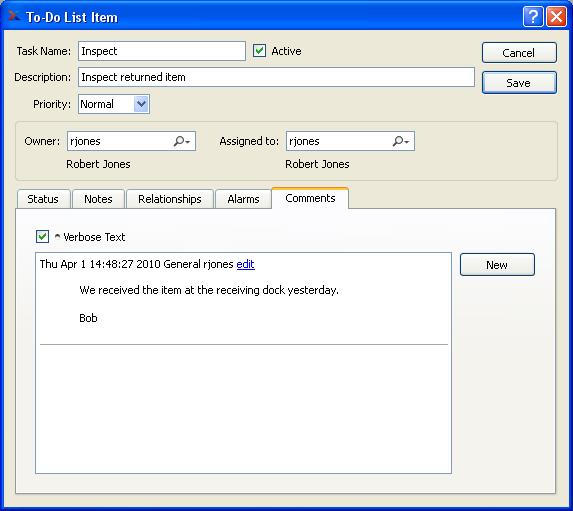 To-Do List Item
Task Name: Inspect Active Cancel
Description: Inspect returned item Save
Priority: Normal
Owner: rjones Assigned to: rjones
Robert Jones Robert Jones
Status Notes Relationships Alarms Comments
^ Verbose Text
Thu Apr 1 14:48:27 2010 General rjones edit New
We received the item at the receiving dock yesterday.
Bob